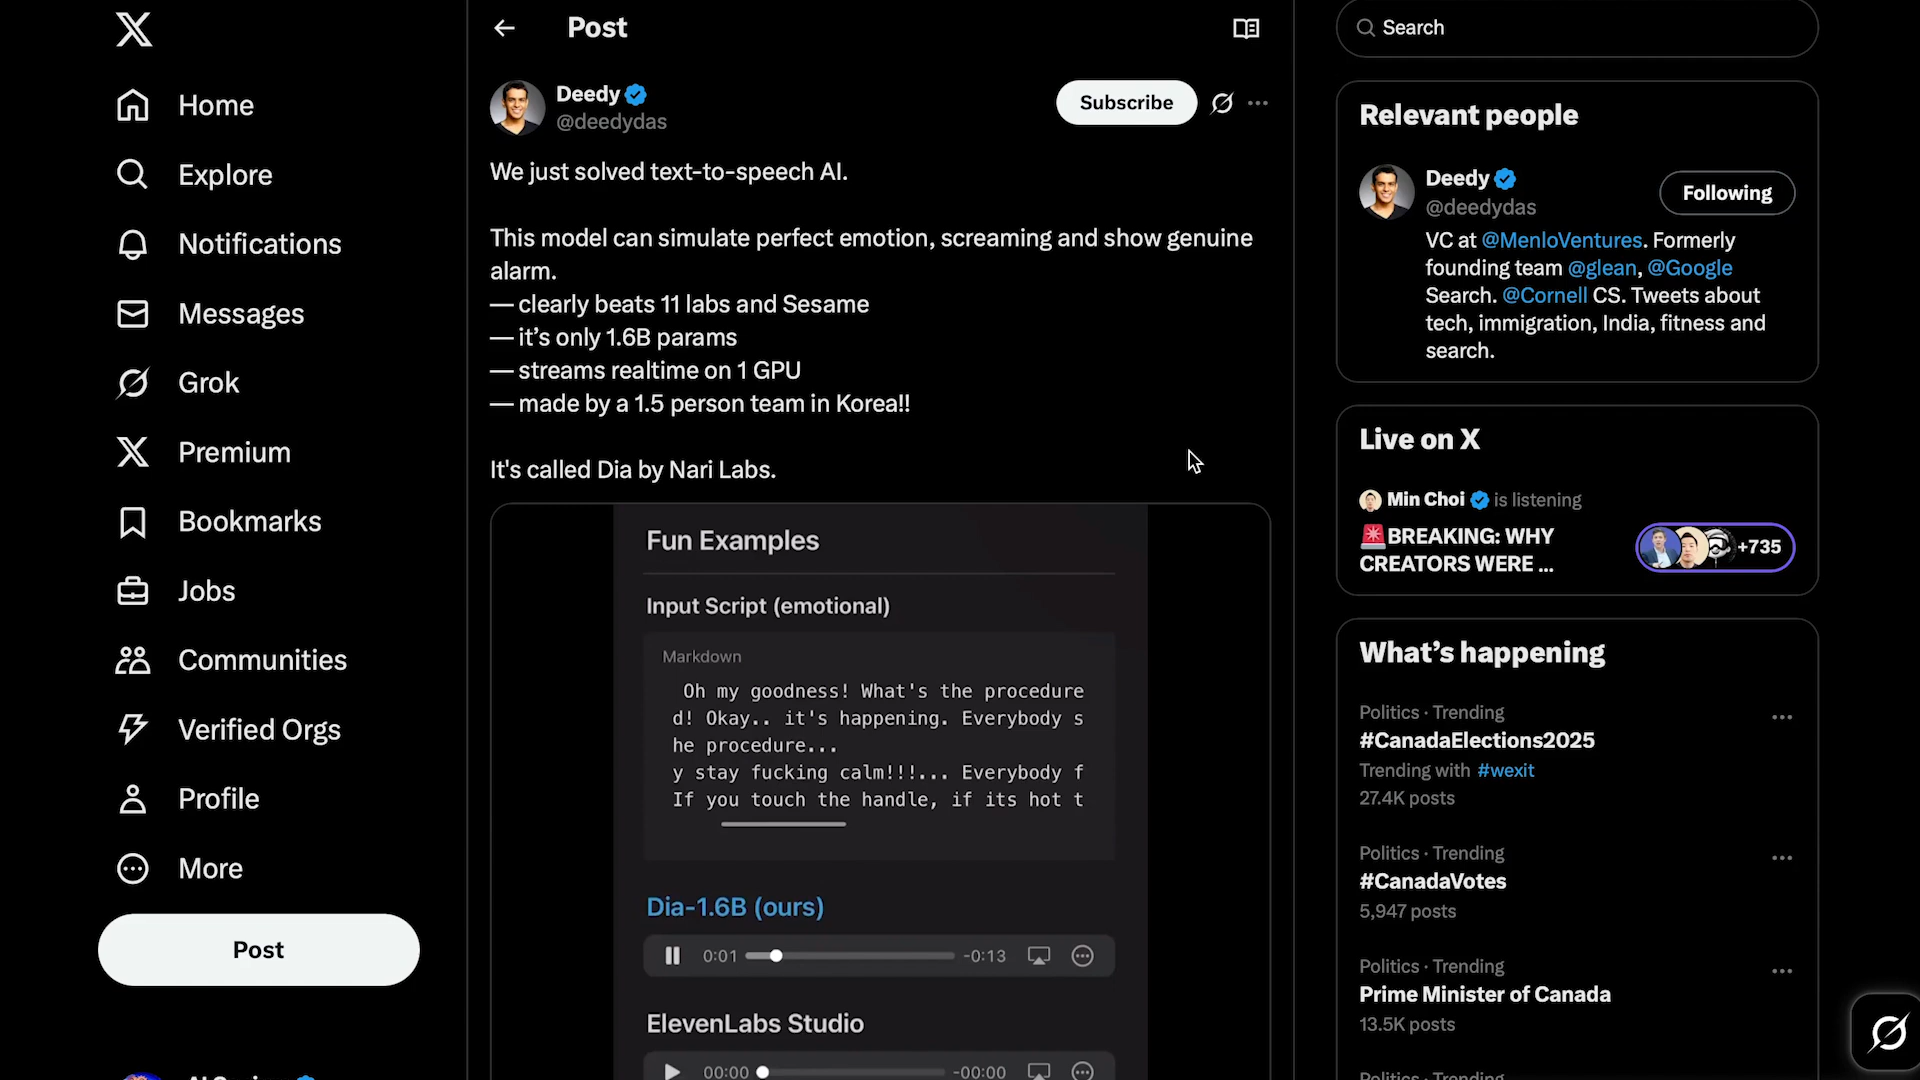 Home
Explore
Notifications
Messages
Grok
Premium
Bookmarks
Jobs
Communities
Verified Orgs
Profile
More
Post
Post
Deedy
@deedydas
Subscribe
We just solved text-to-speech AI.
This model can simulate perfect emotion, screaming and show genuine
alarm.
— clearly beats 11 labs and Sesame
— it’s only 1.6B params
— streams realtime on 1 GPU
— made by a 1.5 person team in Korea!!
It's called Dia by Nari Labs.
Fun Examples
Input Script (emotional)
Markdown
Oh my goodness! What's the procedure
d! Okay.. it's happening. Everybody s
he procedure...
y stay fucking calm!!!... Everybody f
If you touch the handle, if its hot t
Dia-1.6B (ours)
0:01 -0:13
ElevenLabs Studio
00:00 -00:00
Search
Relevant people
Deedy
@deedydas
Following
VC at @MenloVentures. Formerly
founding team @glean, @Google
Search. @Cornell CS. Tweets about
tech, immigration, India, fitness and
search.
Live on X
Min Choi is listening
BREAKING: WHY
CREATORS WERE ...
+735
What’s happening
Politics · Trending
#CanadaElections2025
Trending with #wexit
27.4K posts
Politics · Trending
#CanadaVotes
5,947 posts
Politics · Trending
Prime Minister of Canada
13.5K posts
Politics · Trending